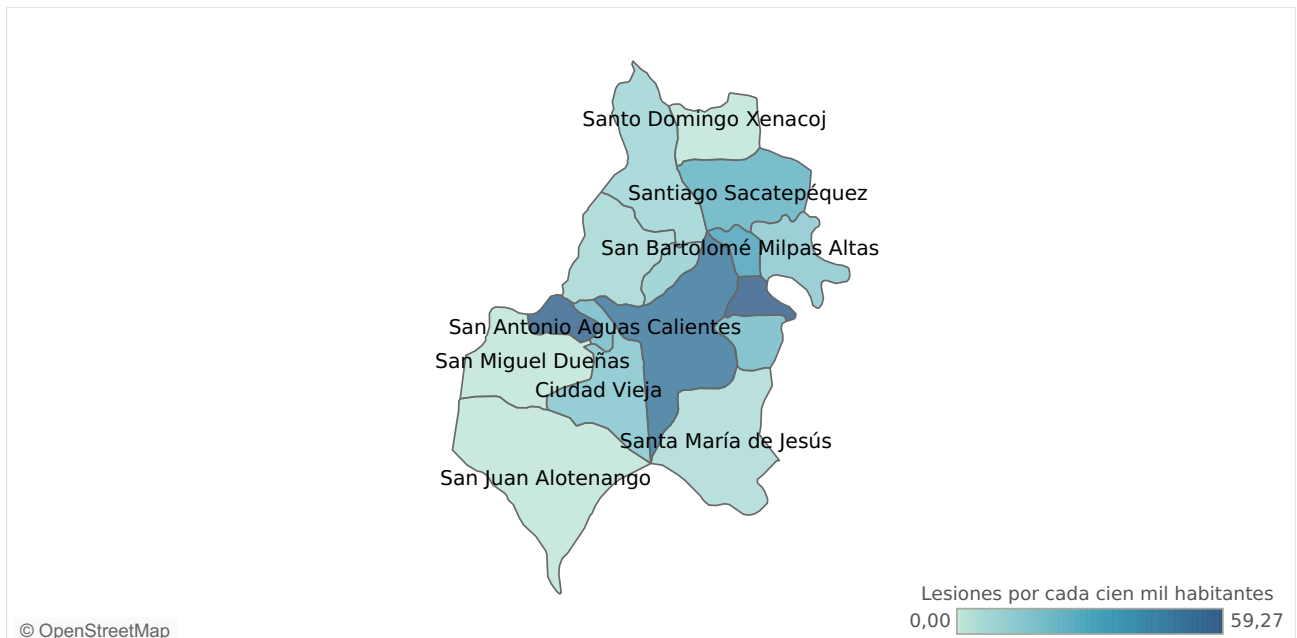 Santo Domingo Xenacoj
Santiago Sacatepéquez
San Bartolomé Milpas Altas
San Antonio Aguas Calientes
San Miguel Dueñas
Ciudad Vieja
Santa María de Jesús
San Juan Alotenango
Lesiones por cada cien mil habitantes
0,00 59,27
© OpenStreetMap